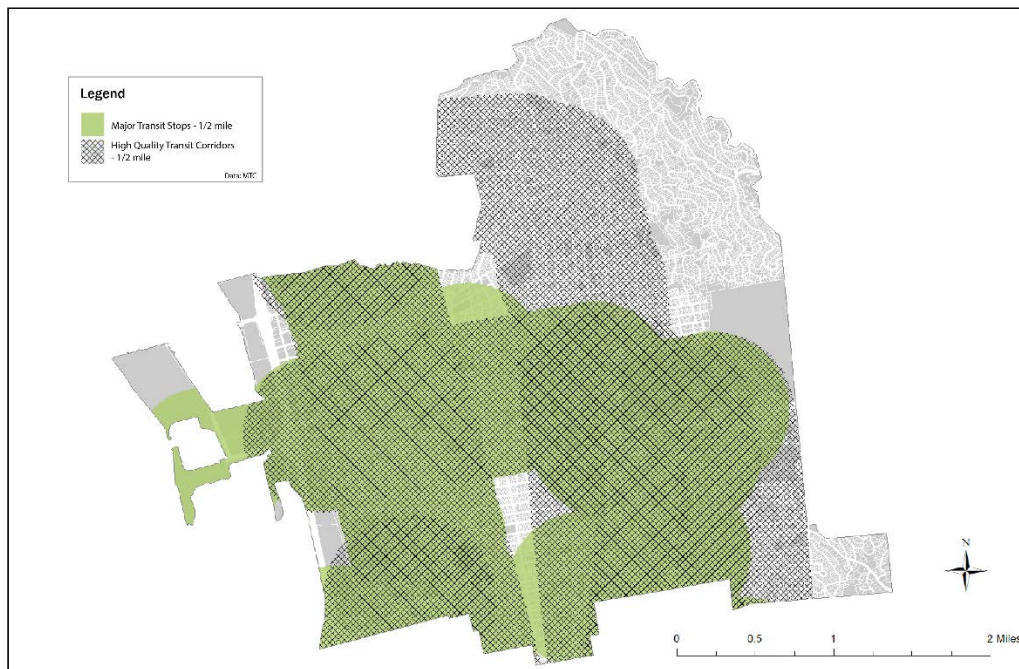 Legend
Major Transit Stops - 1/2 mile
High Quality Transit Corridors
- 1/2 mile
Data: MTC
N
0 0.5 1 2 Miles